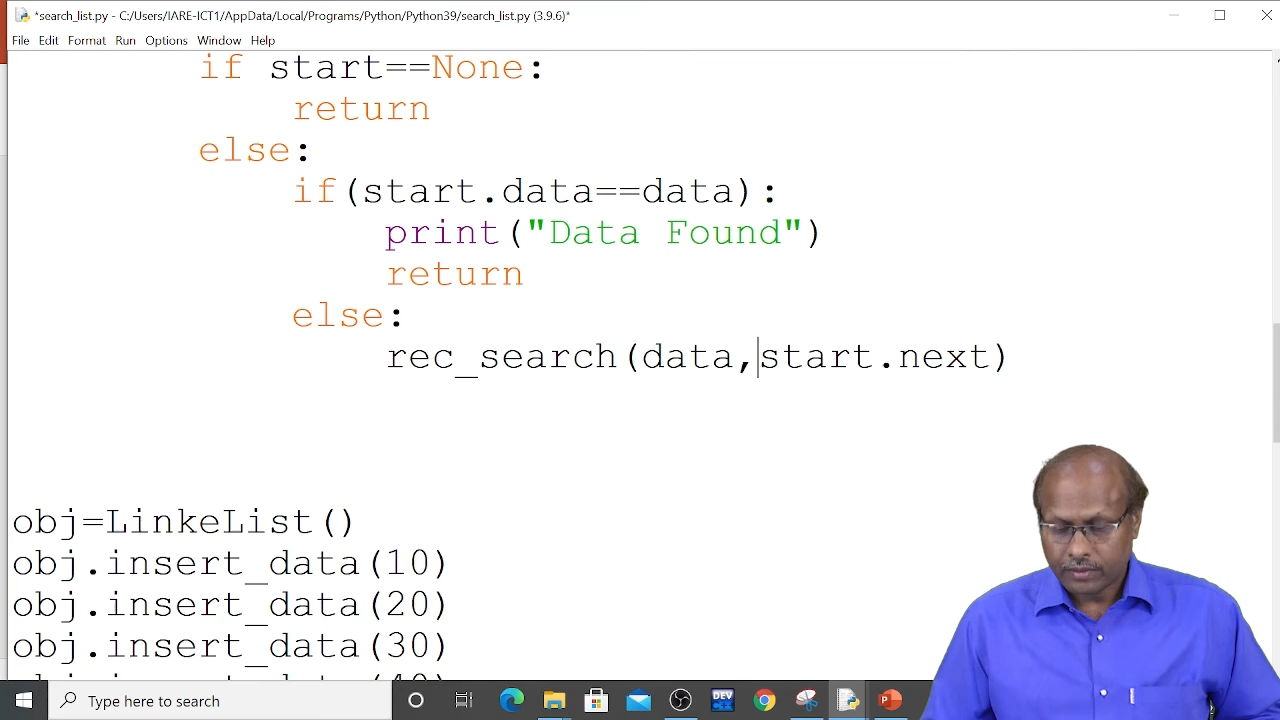 *search_list.py - C:/Users/IARE-ICT1/AppData/Local/Programs/Python/Python39/search_list.py (3.9.6)*
File Edit Format Run Options Window Help
if start==None:
return
else:
if(start.data==data):
print("Data Found")
return
else:
rec_search(data,start.next)
obj=LinkeList()
obj.insert_data(10)
obj.insert_data(20)
obj.insert_data(30)
Type here to search
DEV